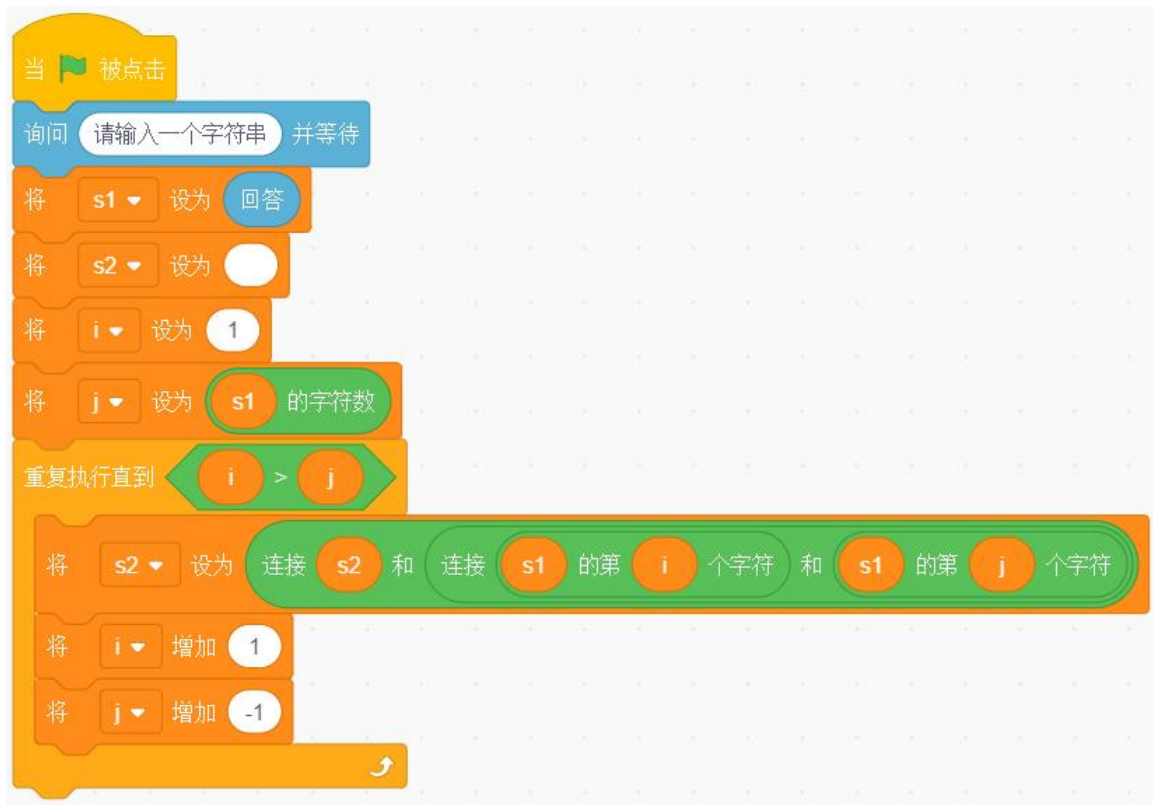 当 被点击
询问 请输入一个字符串 并等待
将 s1 设为 回答
将 s2 设为
将 i 设为 1
将 j 设为 s1 的字符数
重复执行直到 i > j
将 s2 设为 连接 s2 和 连接 s1 的第 i 个字符 和 s1 的第 j 个字符
将 i 增加 1
将 j 增加 -1